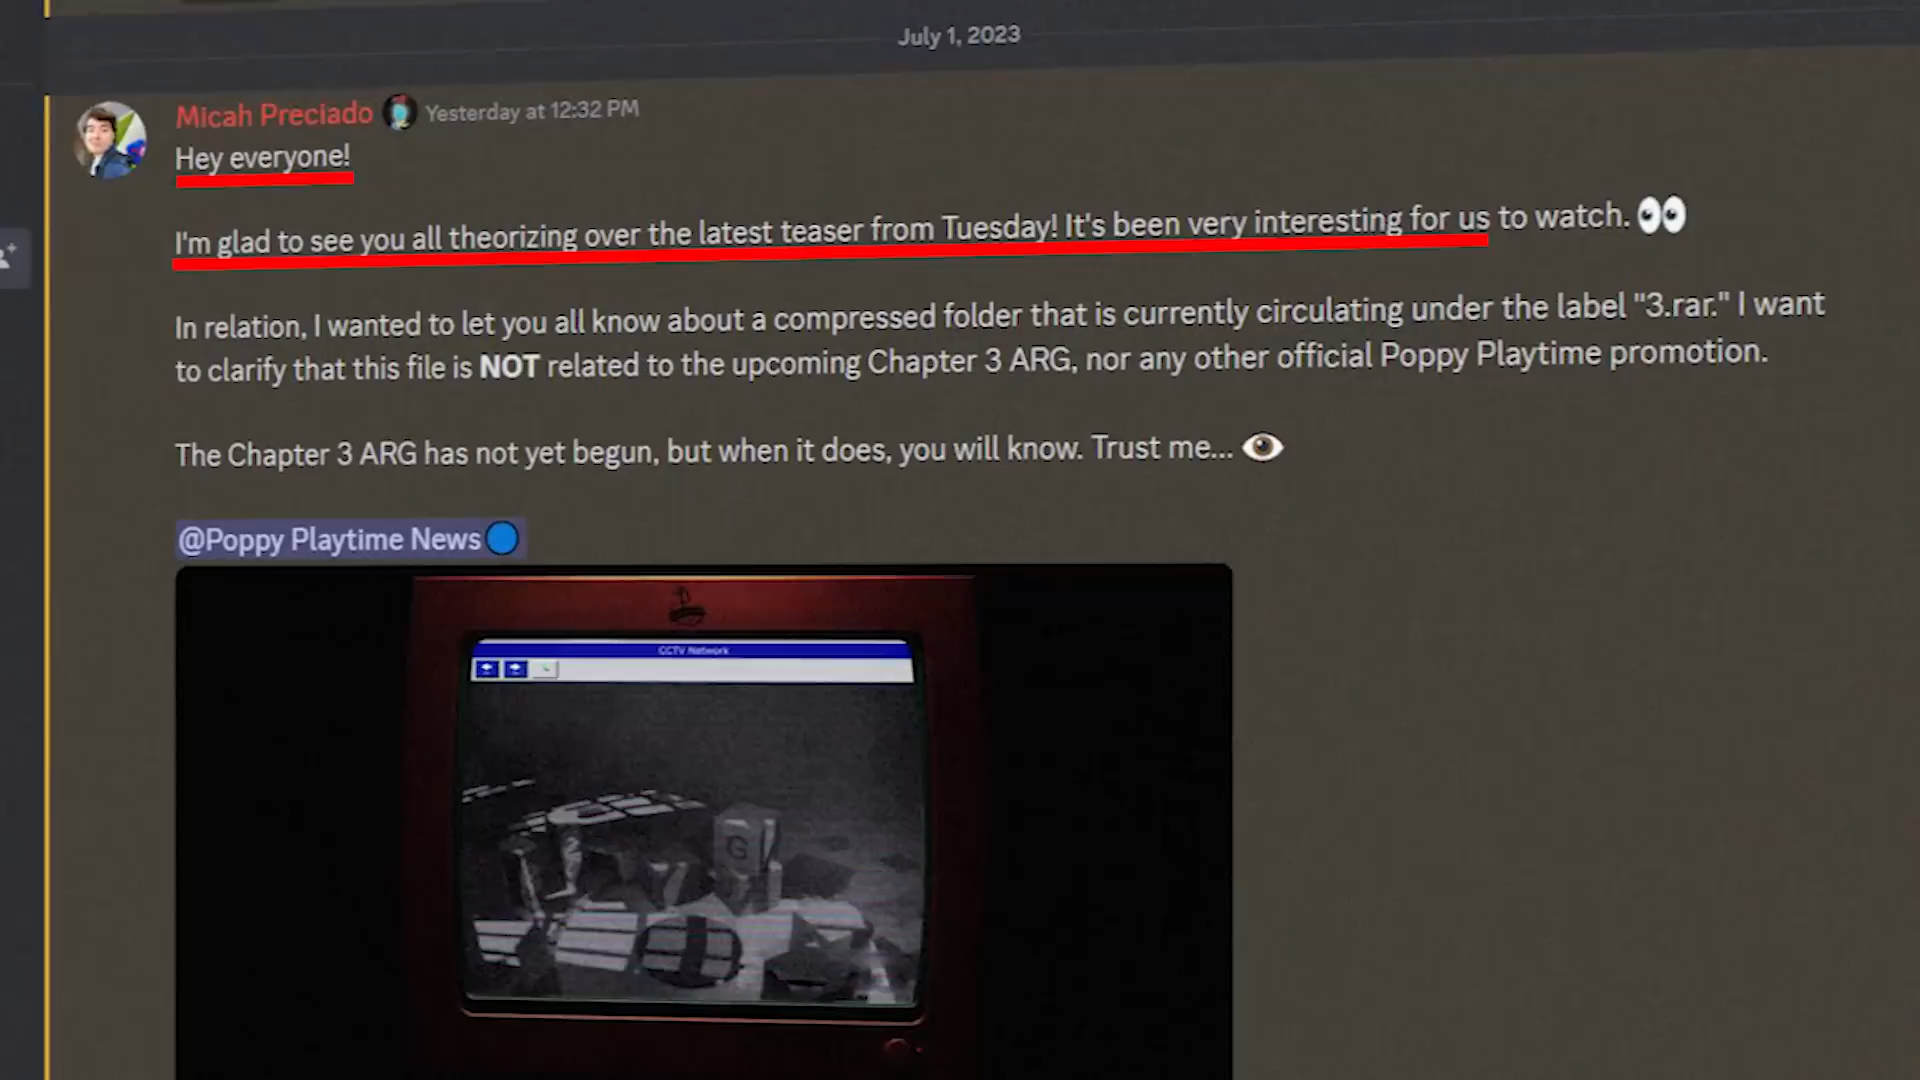 July 1, 2023
Micah Preciado Yesterday at 12:32 PM
Hey everyone!
I'm glad to see you all theorizing over the latest teaser from Tuesday! It's been very interesting for us to watch. 👀
In relation, I wanted to let you all know about a compressed folder that is currently circulating under the label "3.rar." I want
to clarify that this file is NOT related to the upcoming Chapter 3 ARG, nor any other official Poppy Playtime promotion.
The Chapter 3 ARG has not yet begun, but when it does, you will know. Trust me... 👁️
@Poppy Playtime News🔵
CCTV Network
G